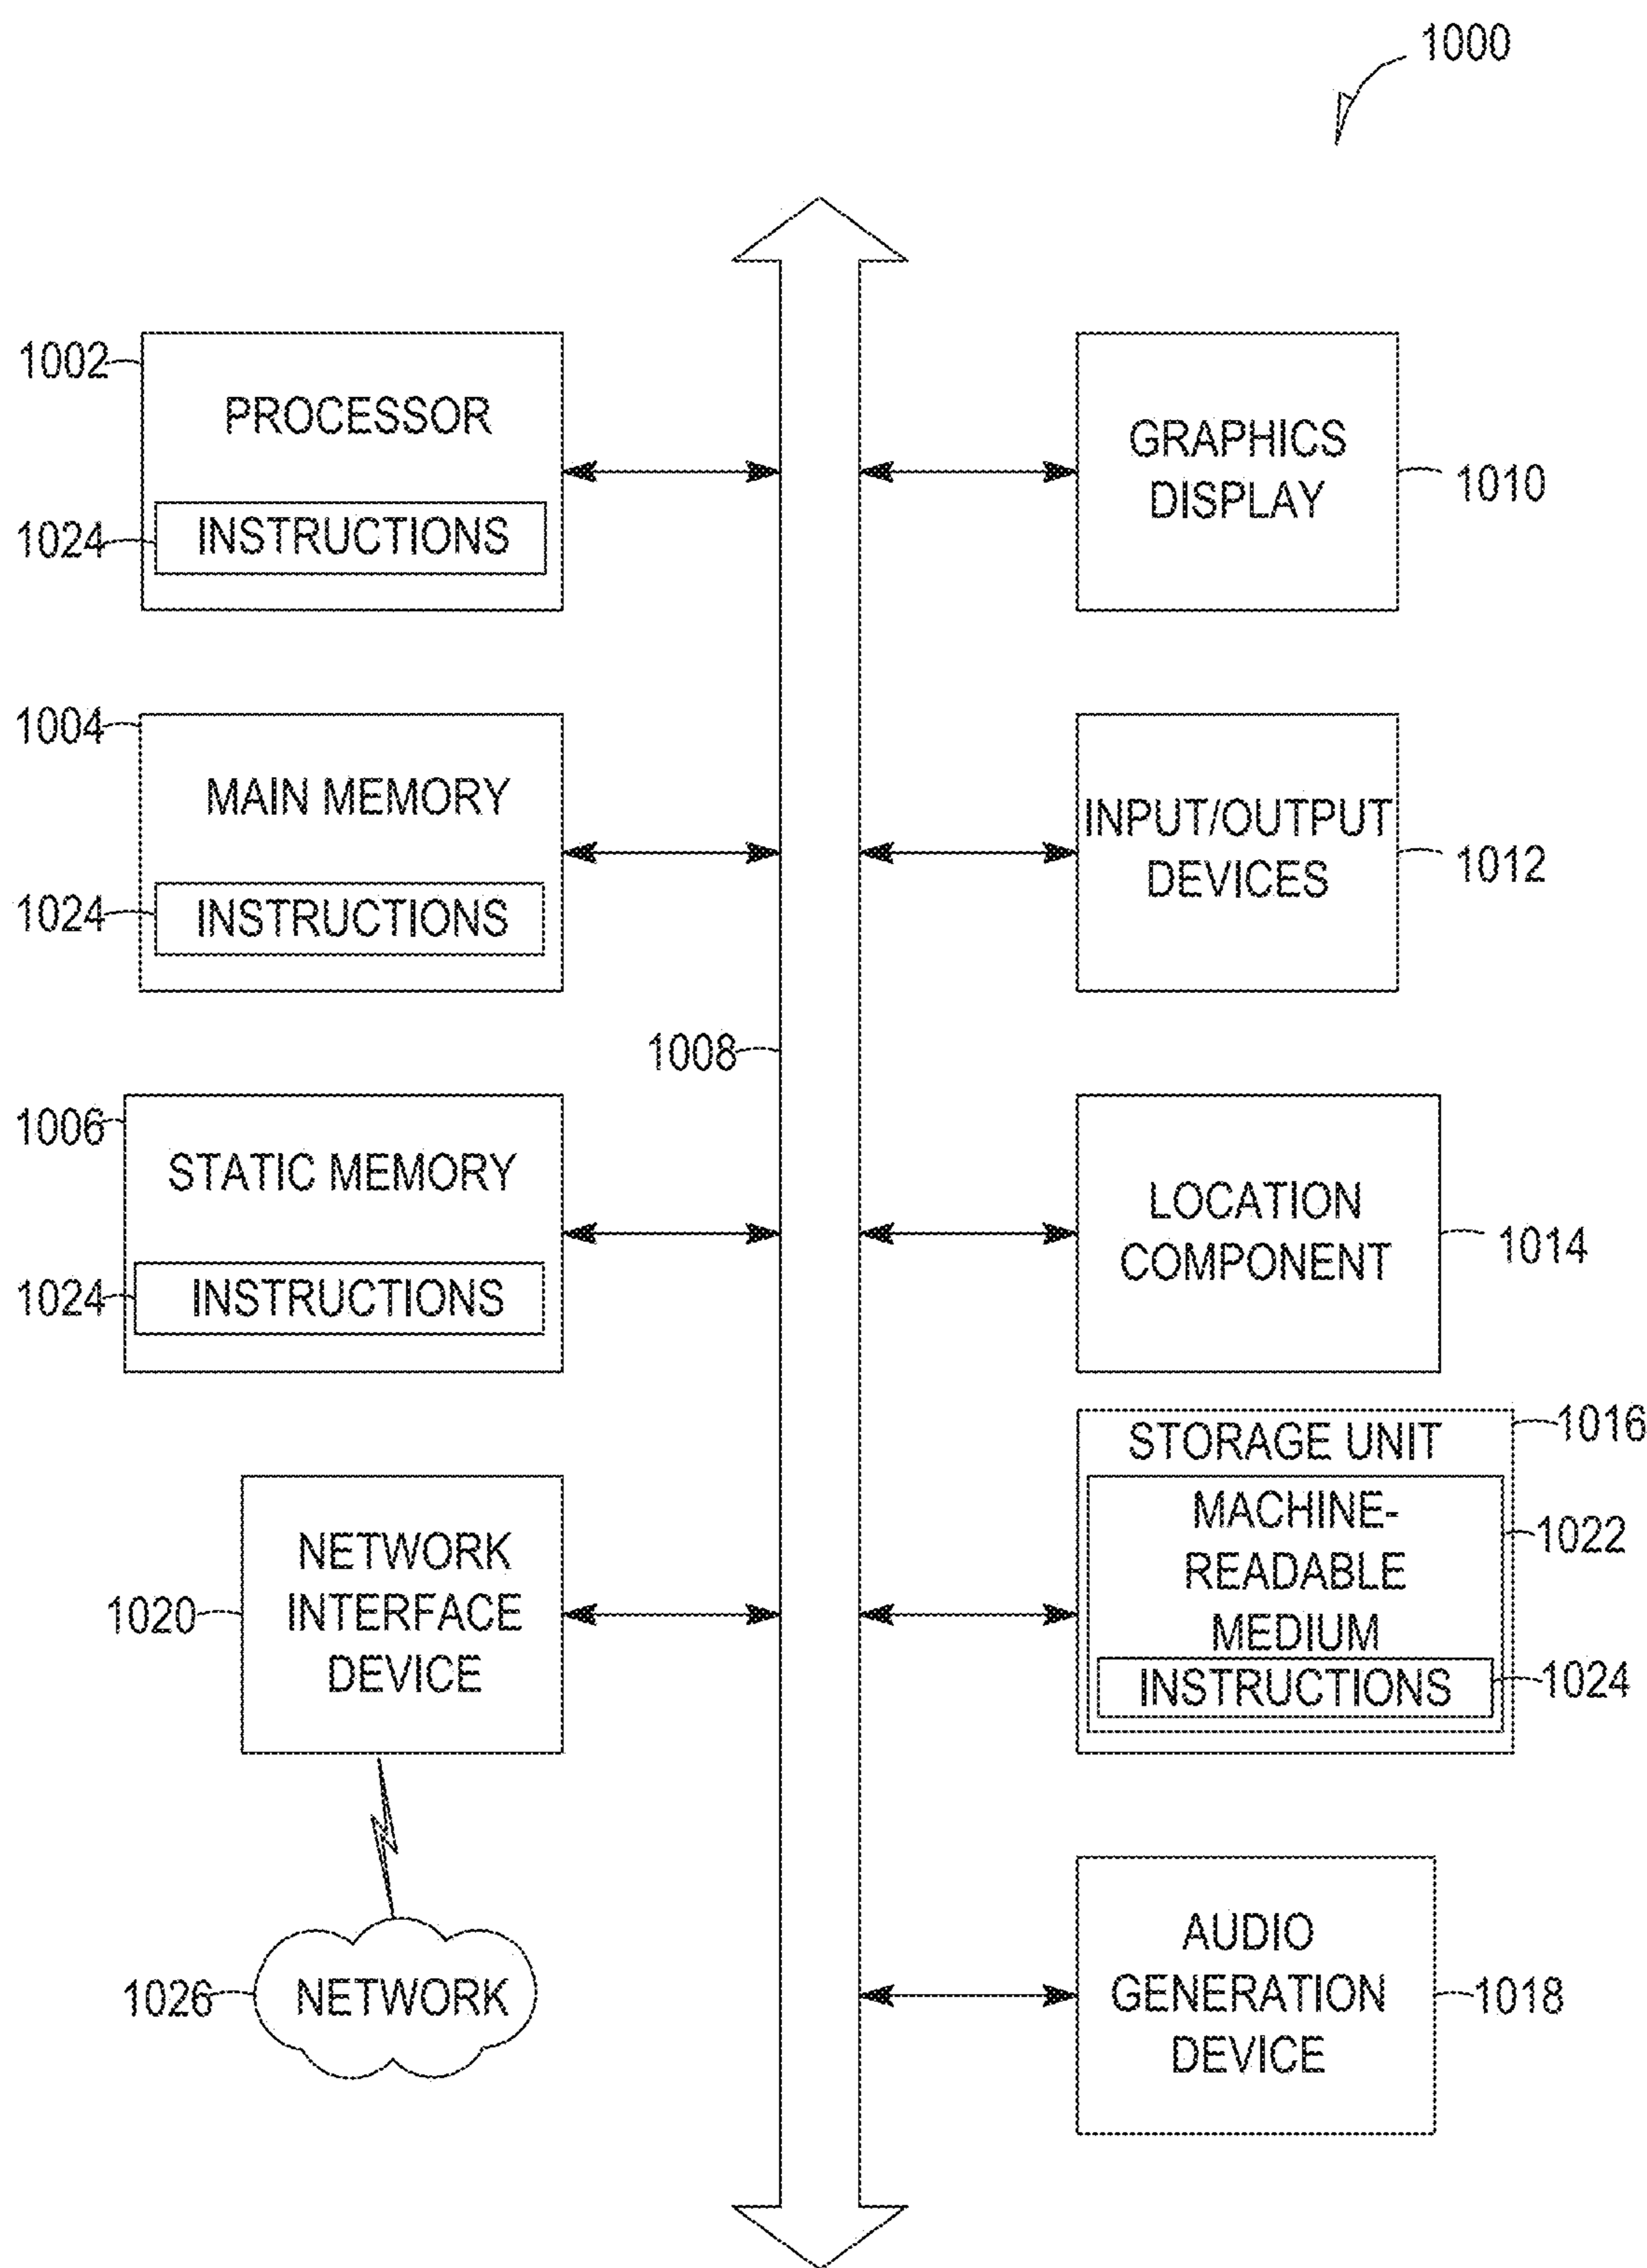 1000
1002
PROCESSOR
1024
INSTRUCTIONS
GRAPHICS
DISPLAY
1010
1004
MAIN MEMORY
1024
INSTRUCTIONS
INPUT/OUTPUT
DEVICES
1012
1008
1006
STATIC MEMORY
1024
INSTRUCTIONS
LOCATION
COMPONENT
1014
1020
NETWORK
INTERFACE
DEVICE
STORAGE UNIT
1016
MACHINE-
READABLE
MEDIUM
1022
INSTRUCTIONS
1024
1026
NETWORK
AUDIO
GENERATION
DEVICE
1018